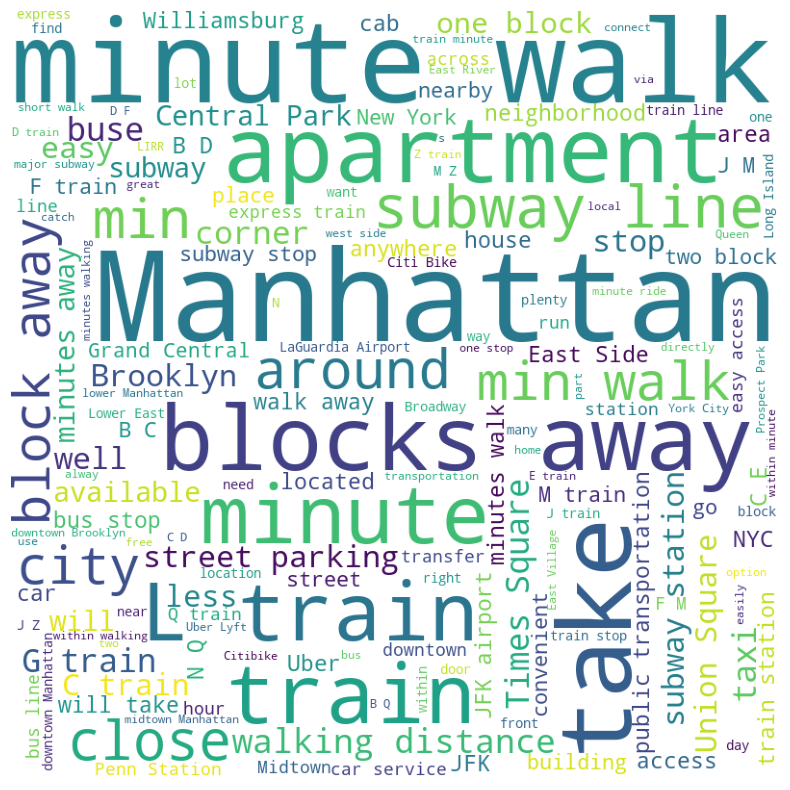 express
find
Williamsburg
cab
one block
connect
minute walk
train minute
East River
across
nearby
via
lot
short walk
D F
Central Park
New York
neighborhood
train line
one
D train
LIRR
buse
apartment
vs
area
major subway
easy
B D
Z train
M Z
J M
great
subway
F train
place
want
subway line
local
Long Island
line
min
express train
catch
corner
west side
house
stop
Queen
block away
minutes away
minutes walking
subway stop
anywhere
Citi Bike
two block
Manhattan
N
plenty
minute ride
run
way
directly
Grand Central
LaGuardia Airport
one stop
East Side
easy access
Prospect Park
Brooklyn
around
min walk
part
lower Manhattan
Lower East
walk away
Broadway
station
York City
B C
blocks away
many
within minute
well
home
alway
transportation
E train
C E
available
need
located
minutes walk
M train
bus stop
minute
go
downtown Brooklyn
J train
block
NYC
use
free
C D
city
street parking
transfer
Times Square
East Village
take
public transportation
subway station
Union Square
option
car
less
location
street
right
near
L train
Q train
N Q
JFK airport
F M
taxi
easily
train station
J Z
will
Uber Lyft
within walking
train stop
two
G train
Citibike
Uber
bus
downtown
convenient
C train
door
within
bus line
downtown Manhattan
will take
hour
train
B Q
front
midtown Manhattan
close
walking distance
day
Penn Station
Midtown
car service
JFK
building
access